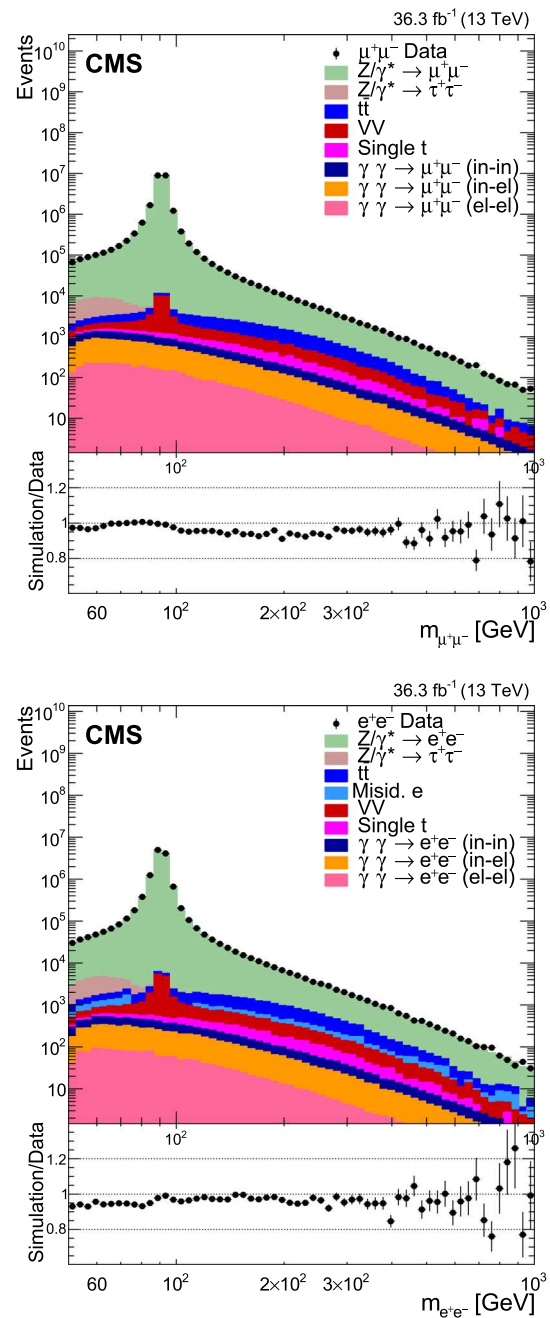 36.3 fb⁻¹ (13 TeV)
Events
CMS
10¹⁰
10⁹
10⁸
10⁷
10⁶
10⁵
10⁴
10³
10²
10
μ⁺μ⁻ Data
Z/γ* → μ⁺μ⁻
Z/γ* → τ⁺τ⁻
tt̄
VV
Single t
γ γ → μ⁺μ⁻ (in-in)
γ γ → μ⁺μ⁻ (in-el)
γ γ → μ⁺μ⁻ (el-el)
10² 10³
Simulation/Data
1.2
1
0.8
60 10² 2×10² 3×10² 10³
m_μ⁺μ⁻ [GeV]
36.3 fb⁻¹ (13 TeV)
Events
CMS
10¹⁰
10⁹
10⁸
10⁷
10⁶
10⁵
10⁴
10³
10²
10
e⁺e⁻ Data
Z/γ* → e⁺e⁻
Z/γ* → τ⁺τ⁻
tt̄
Misid. e
VV
Single t
γ γ → e⁺e⁻ (in-in)
γ γ → e⁺e⁻ (in-el)
γ γ → e⁺e⁻ (el-el)
10² 10³
Simulation/Data
1.2
1
0.8
60 10² 2×10² 3×10² 10³
m_e⁺e⁻ [GeV]